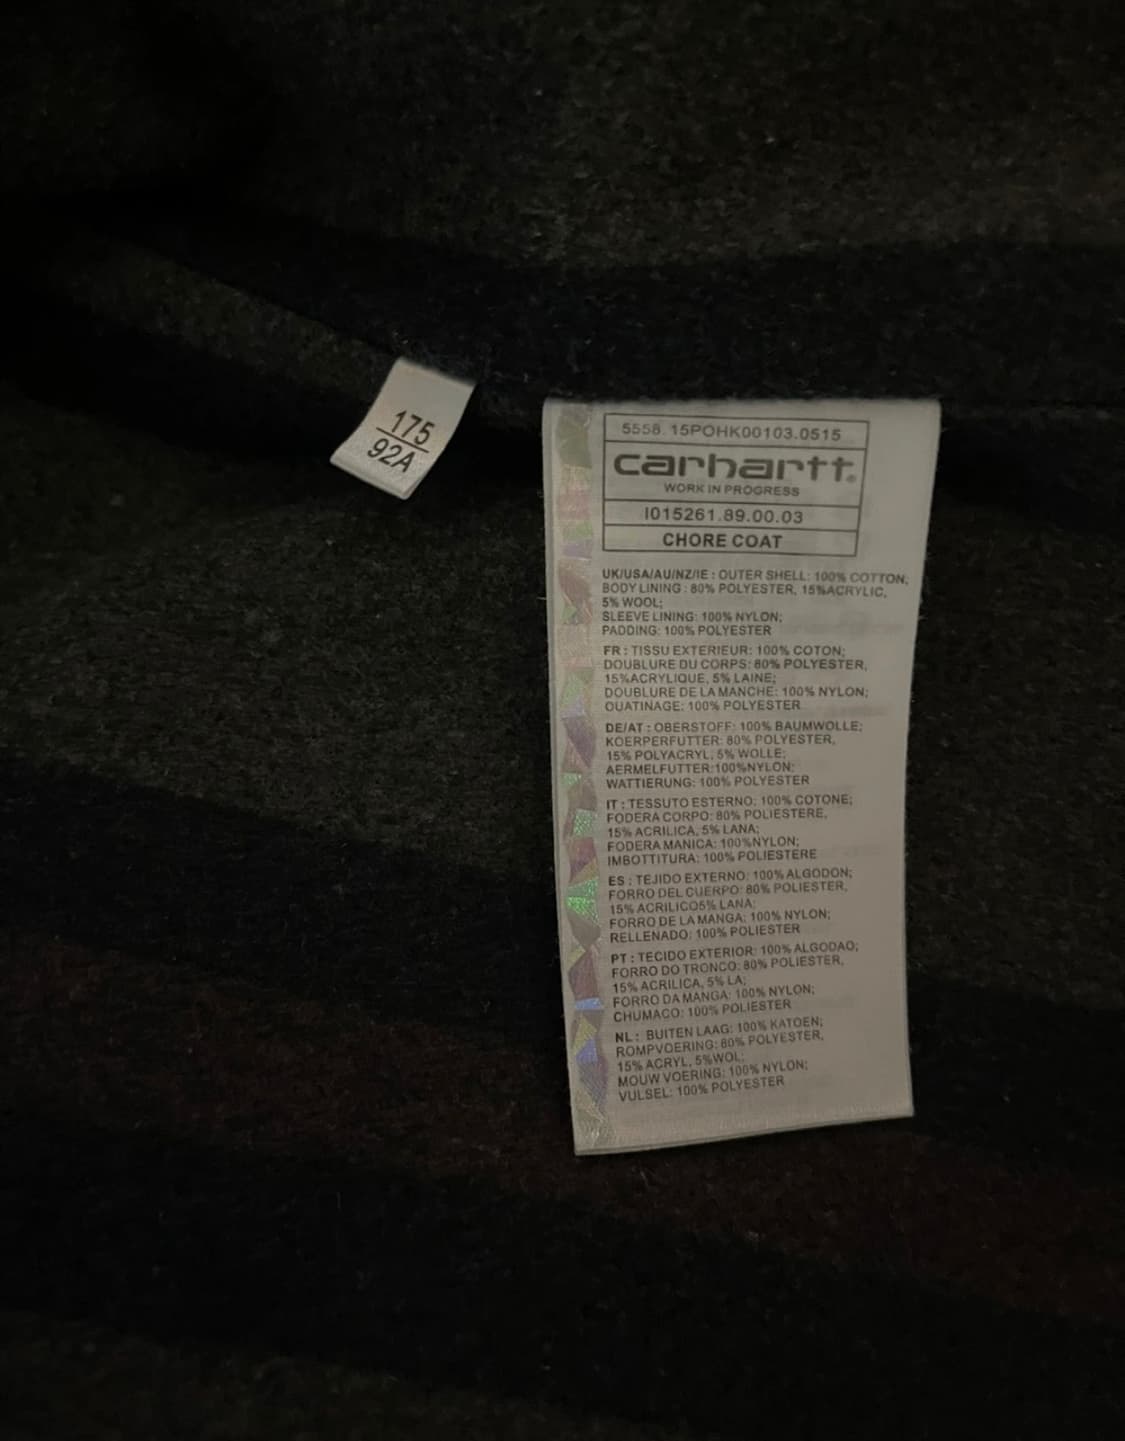 175
92A
5558.15POHK00103.0515
carhartt®
WORK IN PROGRESS
I015261.89.00.03
CHORE COAT
UK/USA/AU/NZ/IE : OUTER SHELL: 100% COTTON,
BODY LINING : 80% POLYESTER, 15%ACRYLIC,
5% WOOL;
SLEEVE LINING: 100% NYLON;
PADDING: 100% POLYESTER
FR : TISSU EXTERIEUR: 100% COTON;
DOUBLURE DU CORPS: 80% POLYESTER,
15%ACRYLIQUE, 5% LAINE;
DOUBLURE DE LA MANCHE: 100% NYLON;
OUATINAGE: 100% POLYESTER
DE/AT : OBERSTOFF: 100% BAUMWOLLE;
KOERPERFUTTER: 80% POLYESTER,
15% POLYACRYL, 5% WOLLE;
AERMELFUTTER:100%NYLON;
WATTIERUNG: 100% POLYESTER
IT : TESSUTO ESTERNO: 100% COTONE;
FODERA CORPO: 80% POLIESTERE,
15% ACRILICA, 5% LANA;
FODERA MANICA: 100%NYLON;
IMBOTTITURA: 100% POLIESTERE
ES : TEJIDO EXTERNO: 100% ALGODON;
FORRO DEL CUERPO: 80% POLIESTER,
15% ACRILICO5% LANA;
FORRO DE LA MANGA: 100% NYLON;
RELLENADO: 100% POLIESTER
PT : TECIDO EXTERIOR: 100% ALGODAO;
FORRO DO TRONCO: 80% POLIESTER,
15% ACRILICA, 5% LA;
FORRO DA MANGA: 100% NYLON;
CHUMACO: 100% POLIESTER
NL : BUITEN LAAG: 100% KATOEN;
ROMPVOERING: 80% POLYESTER,
15% ACRYL, 5%WOL;
MOUW VOERING: 100% NYLON;
VULSEL: 100% POLYESTER